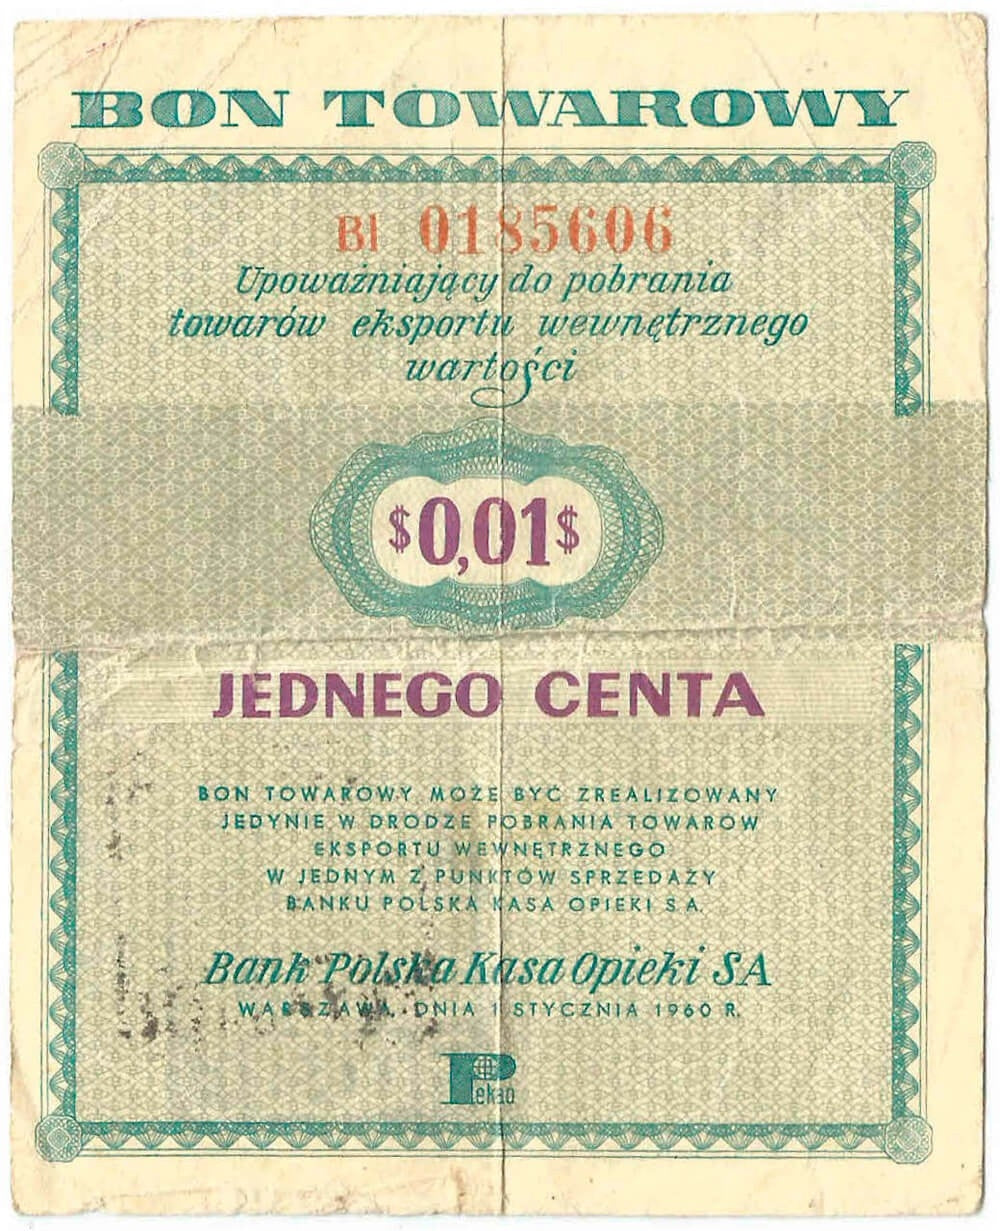 BON TOWAROWY
Bl 0185606
Upoważniający do pobrania
towarów eksportu wewnętrznego
wartości
$0,01$
JEDNEGO CENTA
BON TOWAROWY MOŻE BYĆ ZREALIZOWANY
JEDYNIE W DRODZE POBRANIA TOWARÓW
EKSPORTU WEWNĘTRZNEGO
W JEDNYM Z PUNKTÓW SPRZEDAŻY
BANKU POLSKA KASA OPIEKI S.A.
Bank Polska Kasa Opieki SA
WARSZAWA, DNIA 1 STYCZNIA 1960 R.
Pekao